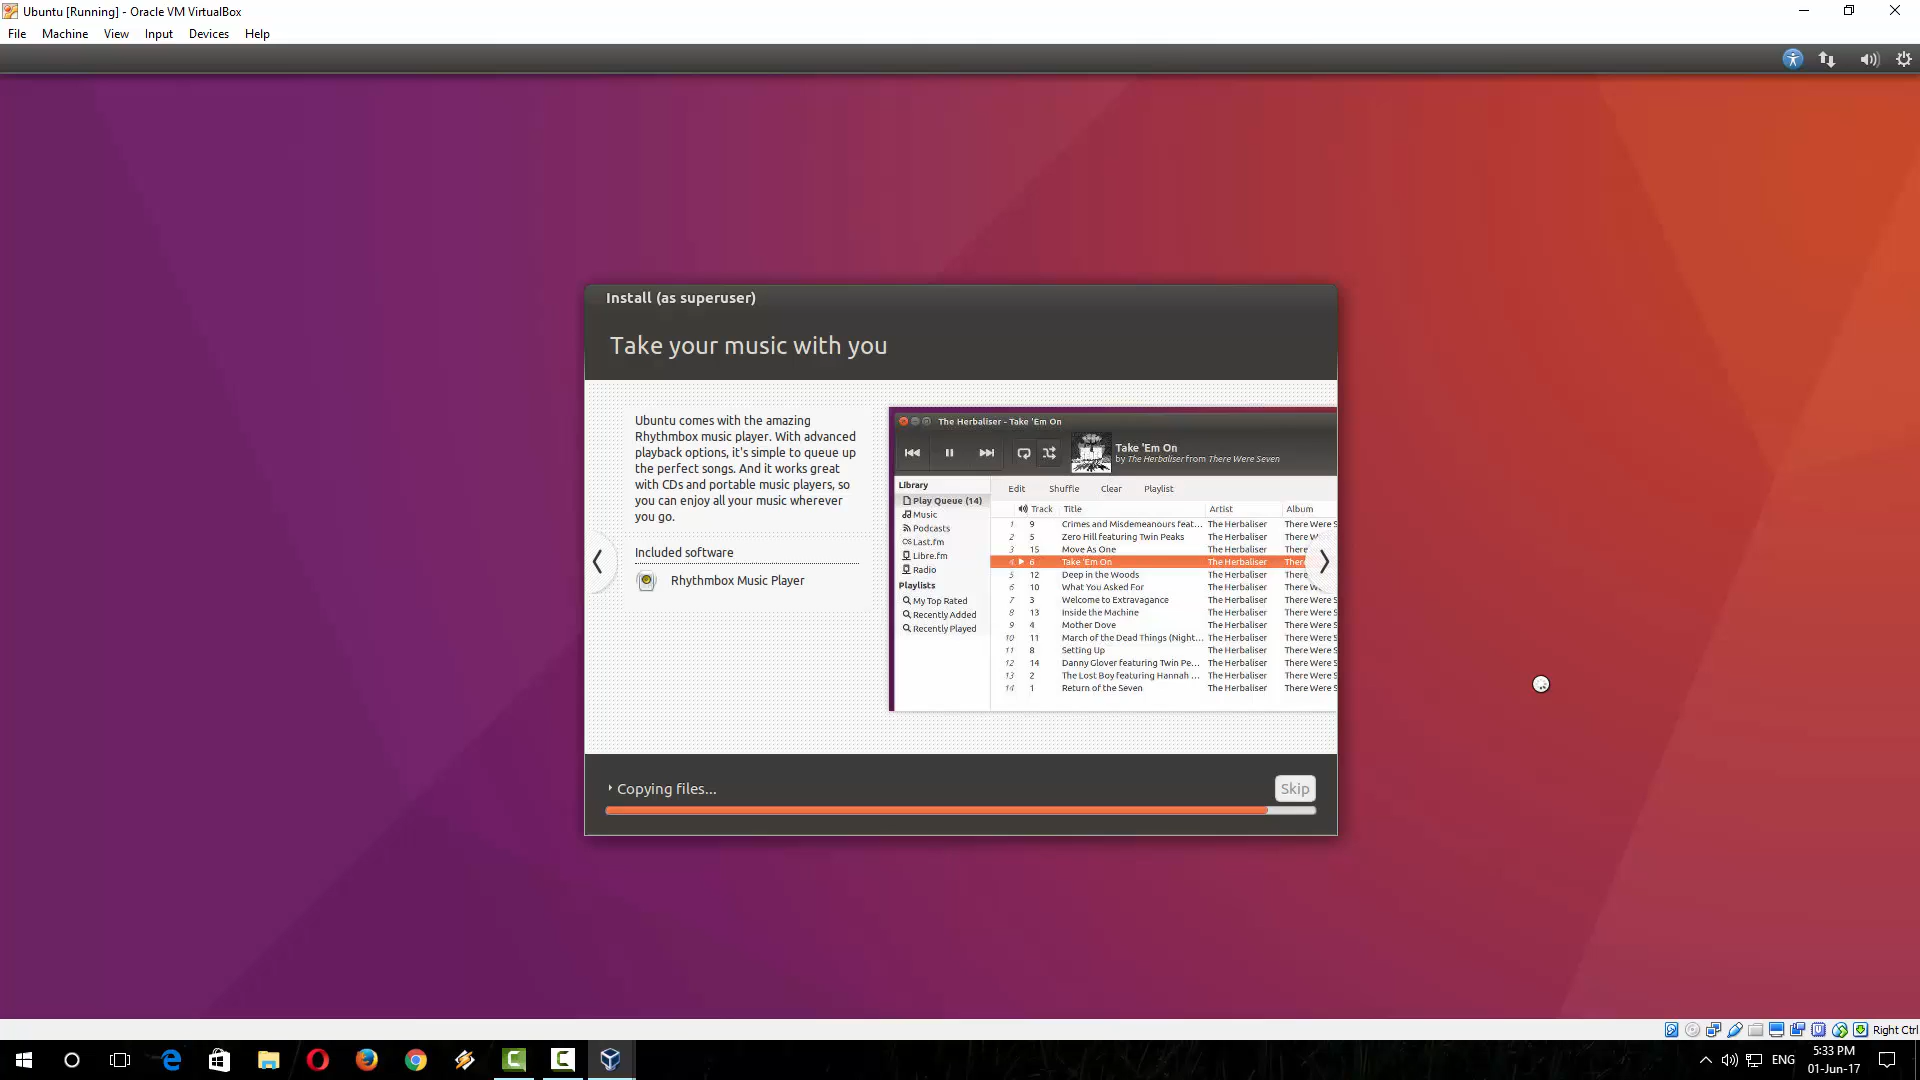 Ubuntu [Running] - Oracle VM VirtualBox
File Machine View Input Devices Help
Install (as superuser)
Take your music with you
Ubuntu comes with the amazing
Rhythmbox music player. With advanced
playback options, it's simple to queue up
the perfect songs. And it works great
with CDs and portable music players, so
you can enjoy all your music wherever
you go.
Included software
Rhythmbox Music Player
The Herbaliser - Take 'Em On
Take 'Em On
by The Herbaliser from There Were Seven
Library
Play Queue (14)
Music
Podcasts
Last.fm
Libre.fm
Radio
Playlists
My Top Rated
Recently Added
Recently Played
Edit Shuffle Clear Playlist
Track Title Artist Album
1 9 Crimes and Misdemeanours feat... The Herbaliser There Were S
2 5 Zero Hill featuring Twin Peaks The Herbaliser There W
3 15 Move As One The Herbaliser There
4 6 Take 'Em On The Herbaliser There
5 12 Deep in the Woods The Herbaliser There
6 10 What You Asked For The Herbaliser There
7 3 Welcome to Extravagance The Herbaliser There W
8 13 Inside the Machine The Herbaliser There Were S
9 4 Mother Dove The Herbaliser There Were S
10 11 March of the Dead Things (Night... The Herbaliser There Were S
11 8 Setting Up The Herbaliser There Were S
12 14 Danny Glover featuring Twin Pe... The Herbaliser There Were S
13 2 The Lost Boy featuring Hannah ... The Herbaliser There Were S
14 1 Return of the Seven The Herbaliser There Were S
Copying files...
Skip
Right Ctrl
ENG
5:33 PM
01-Jun-17